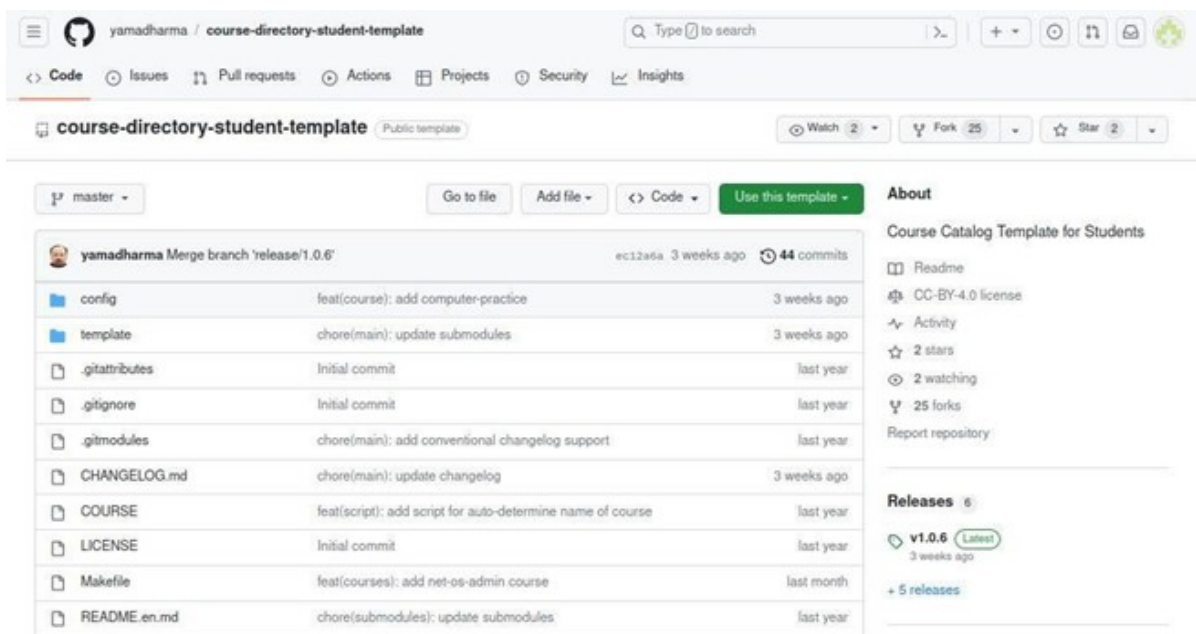 yamadharma / course-directory-student-template
Type / to search
Code Issues Pull requests Actions Projects Security Insights
course-directory-student-template Public template
Watch 2 Fork 25 Star 2
master Go to file Add file Code Use this template
yamadharma Merge branch 'release/1.0.6' ec12a6a 3 weeks ago 44 commits
config feat(course): add computer-practice 3 weeks ago
template chore(main): update submodules 3 weeks ago
.gitattributes Initial commit last year
.gitignore Initial commit last year
.gitmodules chore(main): add conventional changelog support last year
CHANGELOG.md chore(main): update changelog 3 weeks ago
COURSE feat(script): add script for auto-determine name of course last year
LICENSE Initial commit last year
Makefile feat(courses): add net-os-admin course last month
README.en.md chore(submodules): update submodules last year
About
Course Catalog Template for Students
Readme
CC-BY-4.0 license
Activity
2 stars
2 watching
25 forks
Report repository
Releases 6
v1.0.6 Latest
3 weeks ago
+ 5 releases